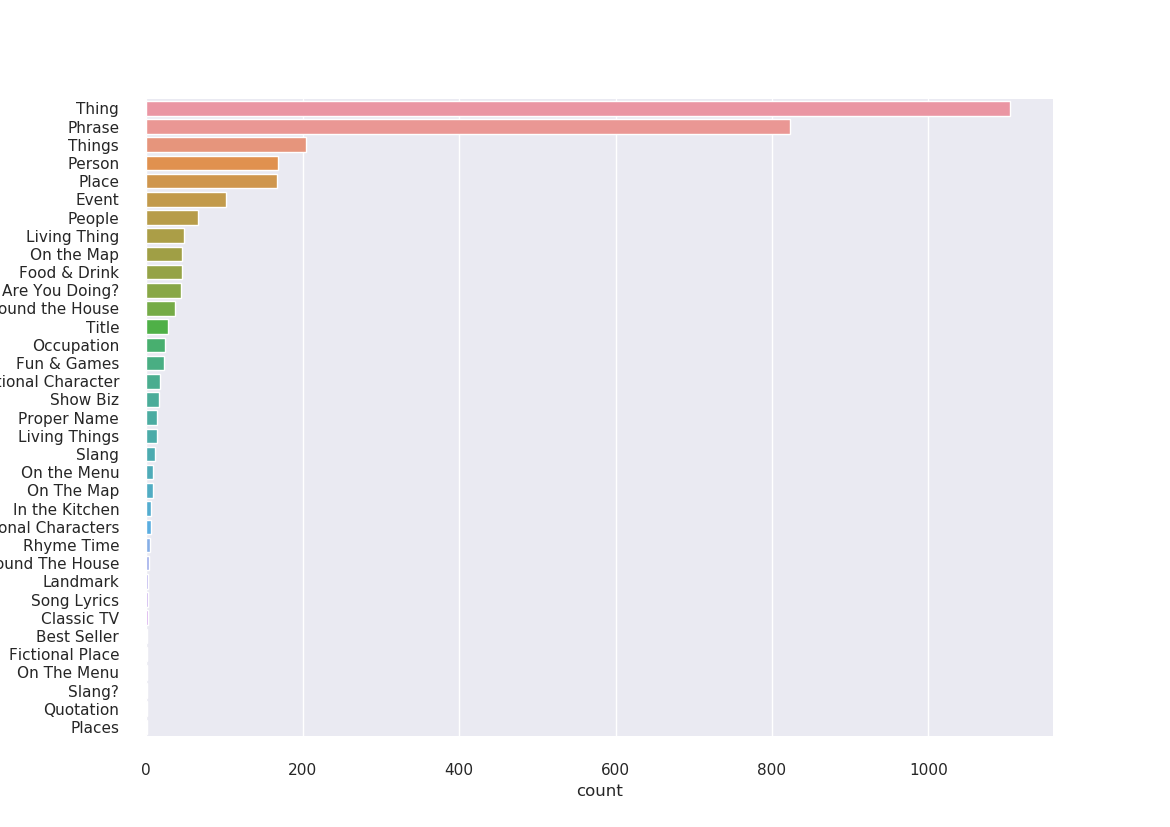 Thing
Phrase
Things
Person
Place
Event
People
Living Thing
On the Map
Food & Drink
Are You Doing?
ound the House
Title
Occupation
Fun & Games
tional Character
Show Biz
Proper Name
Living Things
Slang
On the Menu
On The Map
In the Kitchen
onal Characters
Rhyme Time
ound The House
Landmark
Song Lyrics
Classic TV
Best Seller
Fictional Place
On The Menu
Slang?
Quotation
Places
0 200 400 600 800 1000
count